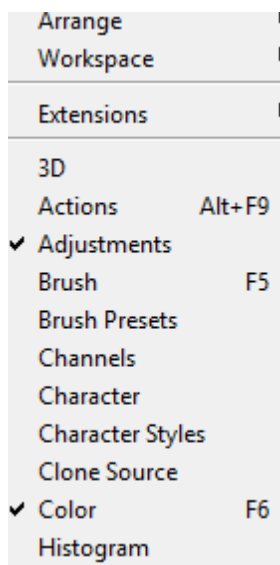 Arrange
Workspace
Extensions
3D
Actions Alt+F9
Adjustments
Brush F5
Brush Presets
Channels
Character
Character Styles
Clone Source
Color F6
Histogram